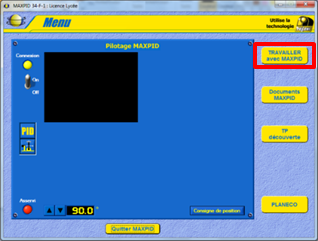 MAXPID 34-F-1 : Licence Lycée
Menu
Utilise la
technologie
Pilotage MAXPID
Connexion
On
Off
PID
Asservi
90.0
Consigne de position
Quitter MAXPID
TRAVAILLER
avec MAXPID
Documents
MAXPID
TP
découverte
PLANECO